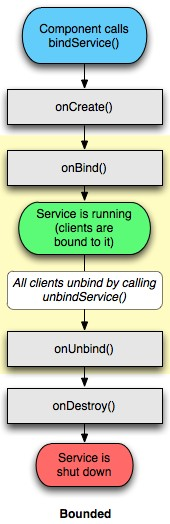 Component calls
bindService()
onCreate()
onBind()
Service is running
(clients are
bound to it)
All clients unbind by calling
unbindService()
onUnbind()
onDestroy()
Service is
shut down
Bounded